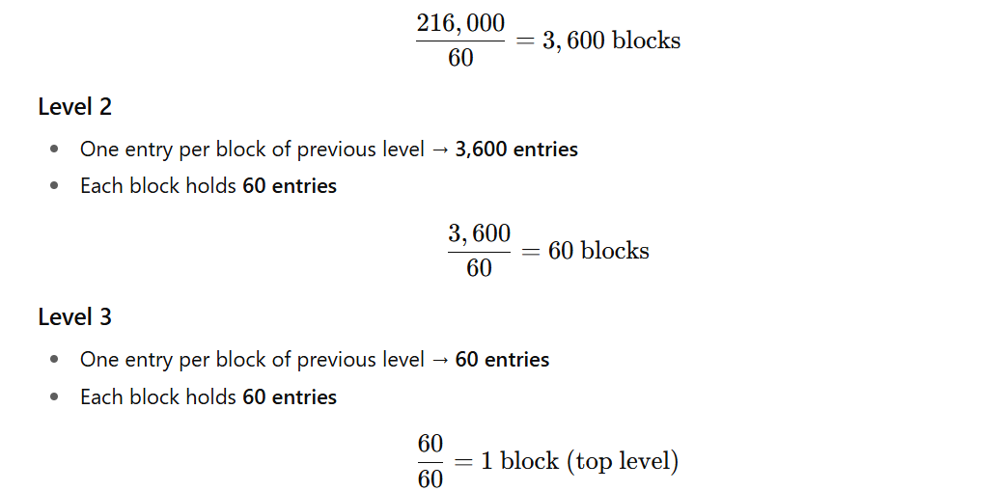 216,000
60
= 3,600 blocks
Level 2
• One entry per block of previous level → 3,600 entries
• Each block holds 60 entries
3,600
60
= 60 blocks
Level 3
• One entry per block of previous level → 60 entries
• Each block holds 60 entries
60
60
= 1 block (top level)